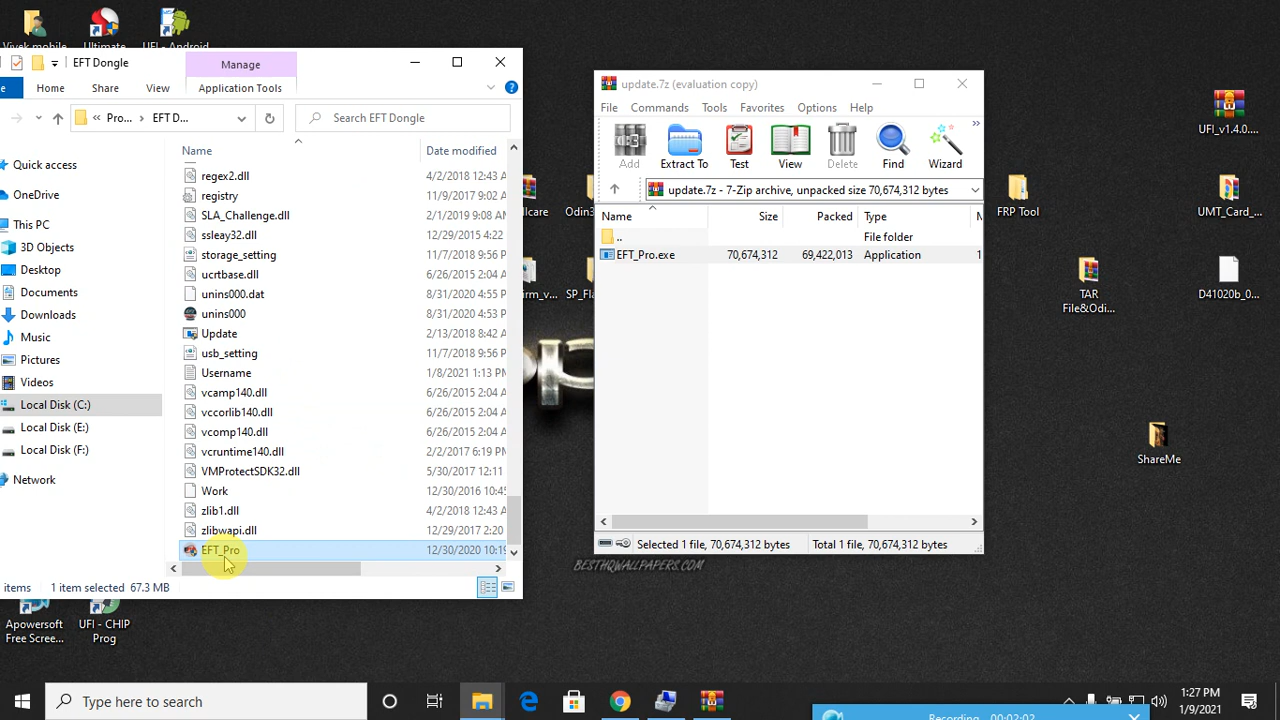 Vivek mobile
Ultimate
UFI - Android
EFT Dongle
Manage
Home
Share
View
Application Tools
Pro...
EFT D...
Search EFT Dongle
Name
Date modified
Quick access
OneDrive
This PC
3D Objects
Desktop
Documents
Downloads
Music
Pictures
Videos
Local Disk (C:)
Local Disk (E:)
Local Disk (F:)
Network
regex2.dll 4/2/2018 12:43 A
registry 11/9/2017 9:26 P
SLA_Challenge.dll 2/1/2019 9:08 A
ssleay32.dll 12/29/2015 4:22
storage_setting 11/7/2018 9:56 P
ucrtbase.dll 6/26/2015 2:04 A
unins000.dat 8/31/2020 4:55 P
unins000 8/31/2020 4:53 P
Update 2/13/2018 8:42 A
usb_setting 11/7/2018 9:56 P
Username 1/8/2021 1:13 PM
vcamp140.dll 6/26/2015 2:04 A
vccorlib140.dll 6/26/2015 2:04 A
vcomp140.dll 6/26/2015 2:04 A
vcruntime140.dll 2/2/2017 6:19 PM
VMProtectSDK32.dll 5/30/2017 12:11
Work 12/30/2016 10:45
zlib1.dll 4/2/2018 12:43 A
zlibwapi.dll 12/29/2017 2:20
EFT_Pro 12/30/2020 10:19
items
1 item selected 67.3 MB
update.7z (evaluation copy)
File
Commands
Tools
Favorites
Options
Help
Add
Extract To
Test
View
Delete
Find
Wizard
update.7z - 7-Zip archive, unpacked size 70,674,312 bytes
Name
Size
Packed
Type
..
File folder
EFT_Pro.exe
70,674,312
69,422,013
Application
1
Selected 1 file, 70,674,312 bytes
Total 1 file, 70,674,312 bytes
BESTHQWALLPAPERS.COM
UFI_v1.4.0....
FRP Tool
UMT_Card_...
TAR
File&Odi...
D41020b_0...
ShareMe
Apowersoft
Free Scree...
UFI - CHIP
Prog
Type here to search
1:27 PM
1/9/2021
Recording 00:02:02